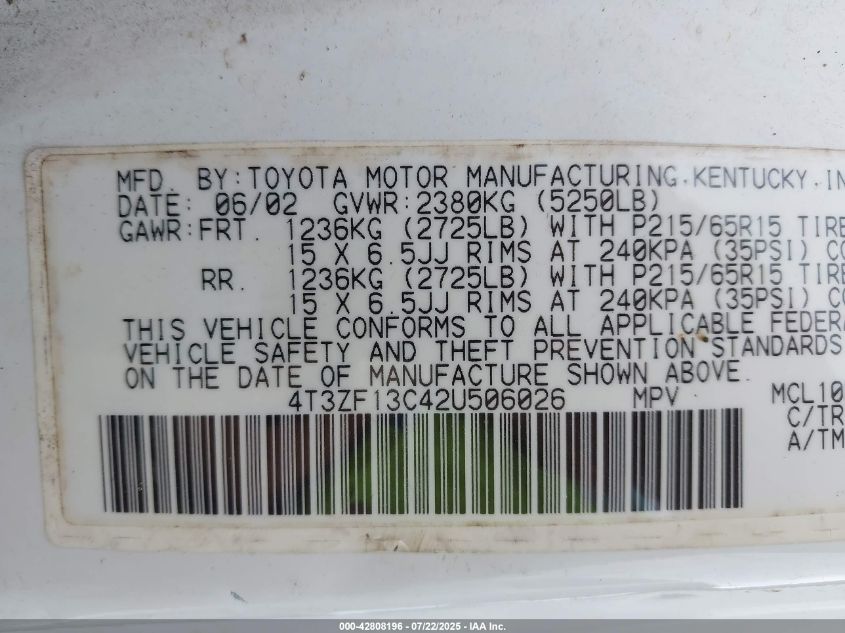 MFD. BY:TOYOTA MOTOR MANUFACTURING.KENTUCKY.IN
DATE: 06/02 GVWR:2380KG (5250LB)
GAWR:FRT. 1236KG (2725LB) WITH P215/65R15 TIRE
15 X 6.5JJ RIMS AT 240KPA (35PSI) CO
RR. 1236KG (2725LB) WITH P215/65R15 TIRE
15 X 6.5JJ RIMS AT 240KPA (35PSI) CO
THIS VEHICLE CONFORMS TO ALL APPLICABLE FEDERA
VEHICLE SAFETY AND THEFT PREVENTION STANDARDS
ON THE DATE OF MANUFACTURE SHOWN ABOVE.
4T3ZF13C42U506026 MPV MCL10
C/TR
A/TM
000-42808196 - 07/22/2025 - IAA Inc.